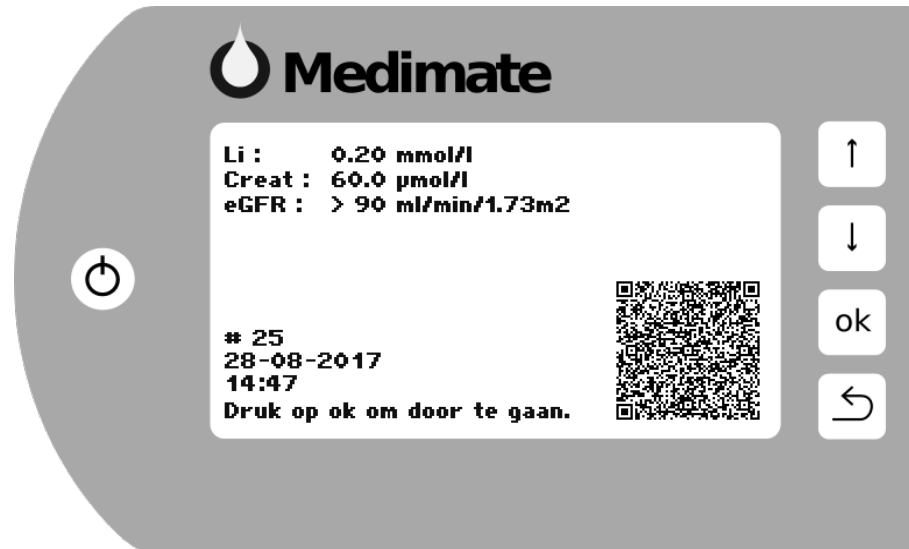 Medimate
Li : 0.20 mmol/l
Creat : 60.0 µmol/l
eGFR : > 90 ml/min/1.73m2
# 25
28-08-2017
14:47
Druk op ok om door te gaan.
↑
↓
ok